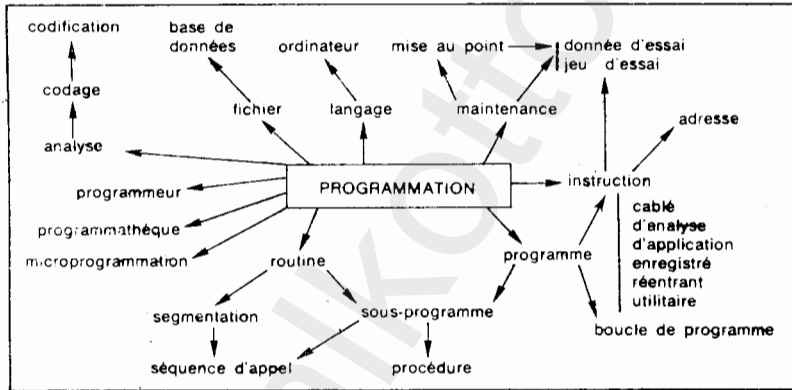 codification
base de
données
ordinateur
mise au point
donnée d'essai
jeu d'essai
codage
fichier
langage
maintenance
adresse
analyse
PROGRAMMATION
instruction
programmeur
cablé
d'analyse
programmathèque
d'application
microprogrammation
routine
programme
enregistré
réentrant
utilitaire
segmentation
sous-programme
boucle de programme
séquence d'appel
procédure